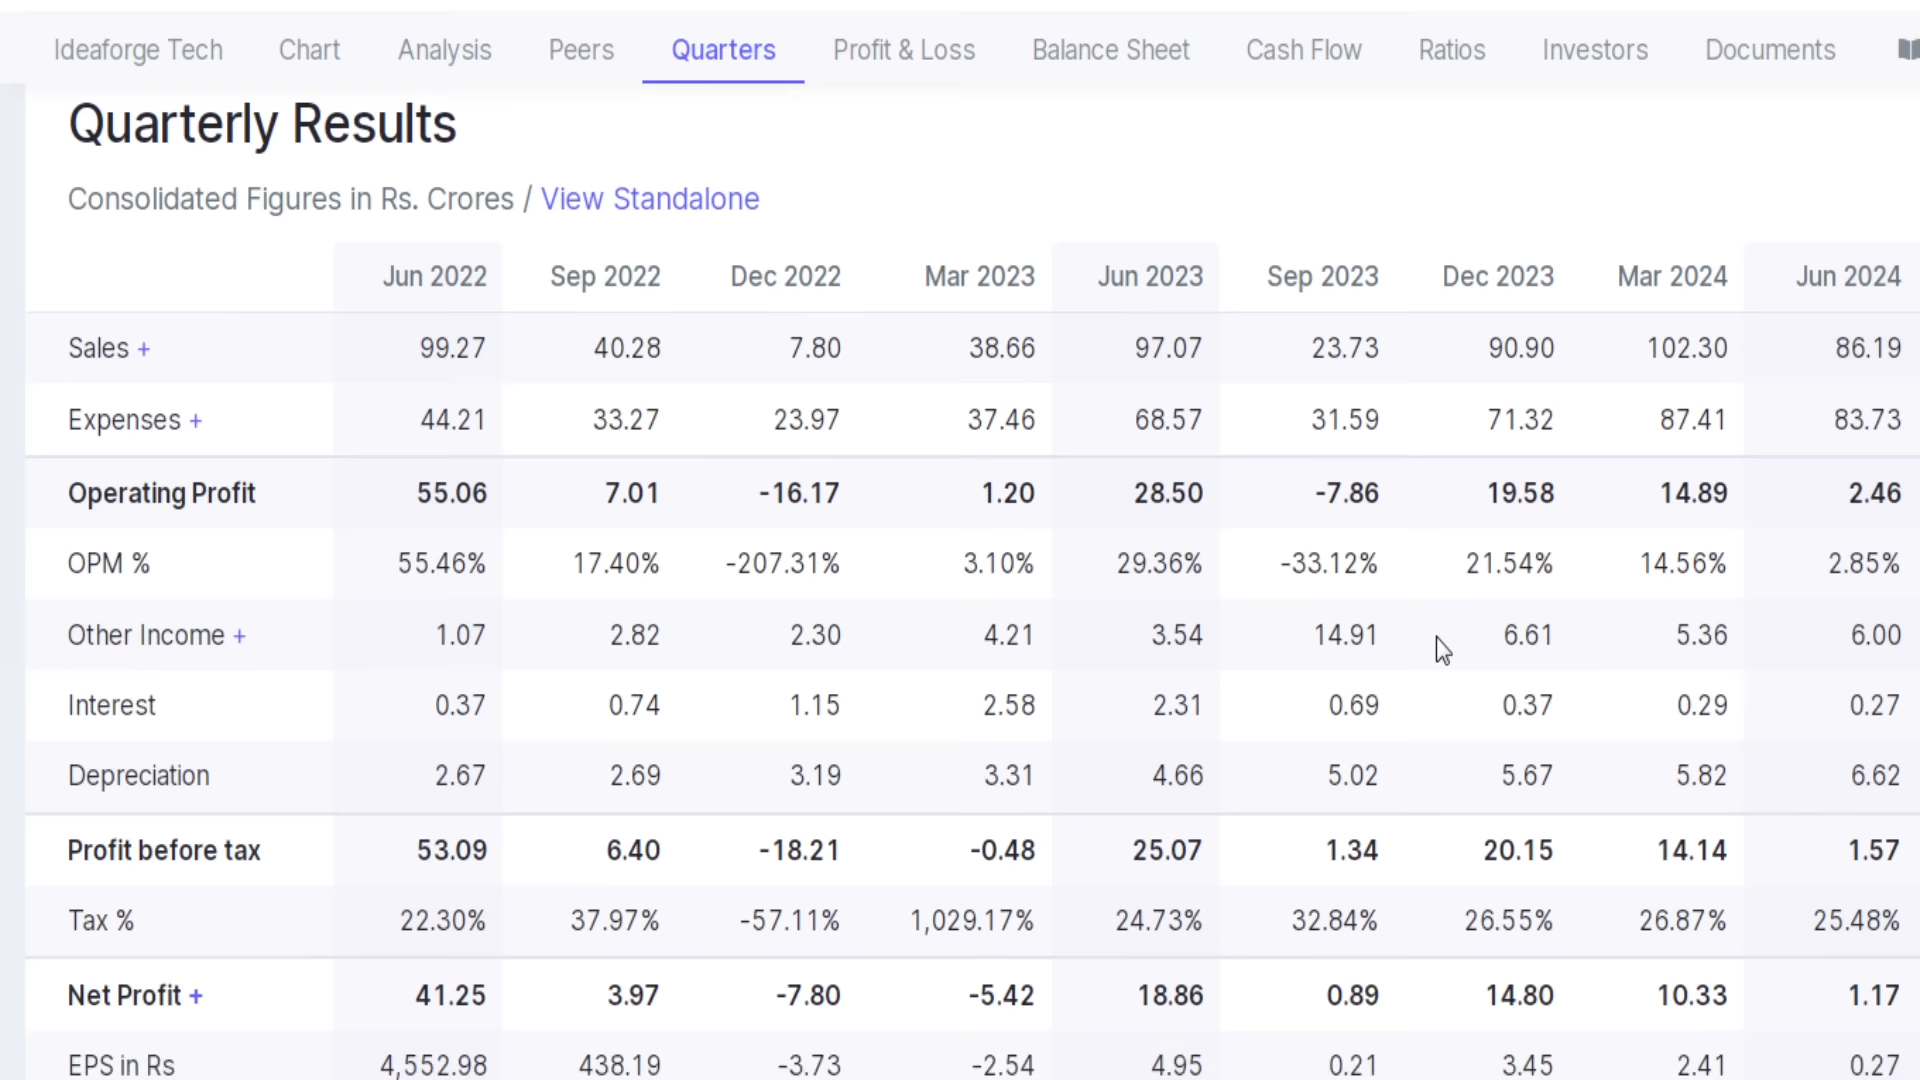 Ideaforge Tech Chart Analysis Peers Quarters Profit & Loss Balance Sheet Cash Flow Ratios Investors Documents
Quarterly Results
Consolidated Figures in Rs. Crores / View Standalone
Jun 2022 Sep 2022 Dec 2022 Mar 2023 Jun 2023 Sep 2023 Dec 2023 Mar 2024 Jun 2024
Sales + 99.27 40.28 7.80 38.66 97.07 23.73 90.90 102.30 86.19
Expenses + 44.21 33.27 23.97 37.46 68.57 31.59 71.32 87.41 83.73
Operating Profit 55.06 7.01 -16.17 1.20 28.50 -7.86 19.58 14.89 2.46
OPM % 55.46% 17.40% -207.31% 3.10% 29.36% -33.12% 21.54% 14.56% 2.85%
Other Income + 1.07 2.82 2.30 4.21 3.54 14.91 6.61 5.36 6.00
Interest 0.37 0.74 1.15 2.58 2.31 0.69 0.37 0.29 0.27
Depreciation 2.67 2.69 3.19 3.31 4.66 5.02 5.67 5.82 6.62
Profit before tax 53.09 6.40 -18.21 -0.48 25.07 1.34 20.15 14.14 1.57
Tax % 22.30% 37.97% -57.11% 1,029.17% 24.73% 32.84% 26.55% 26.87% 25.48%
Net Profit + 41.25 3.97 -7.80 -5.42 18.86 0.89 14.80 10.33 1.17
EPS in Rs 4,552.98 438.19 -3.73 -2.54 4.95 0.21 3.45 2.41 0.27